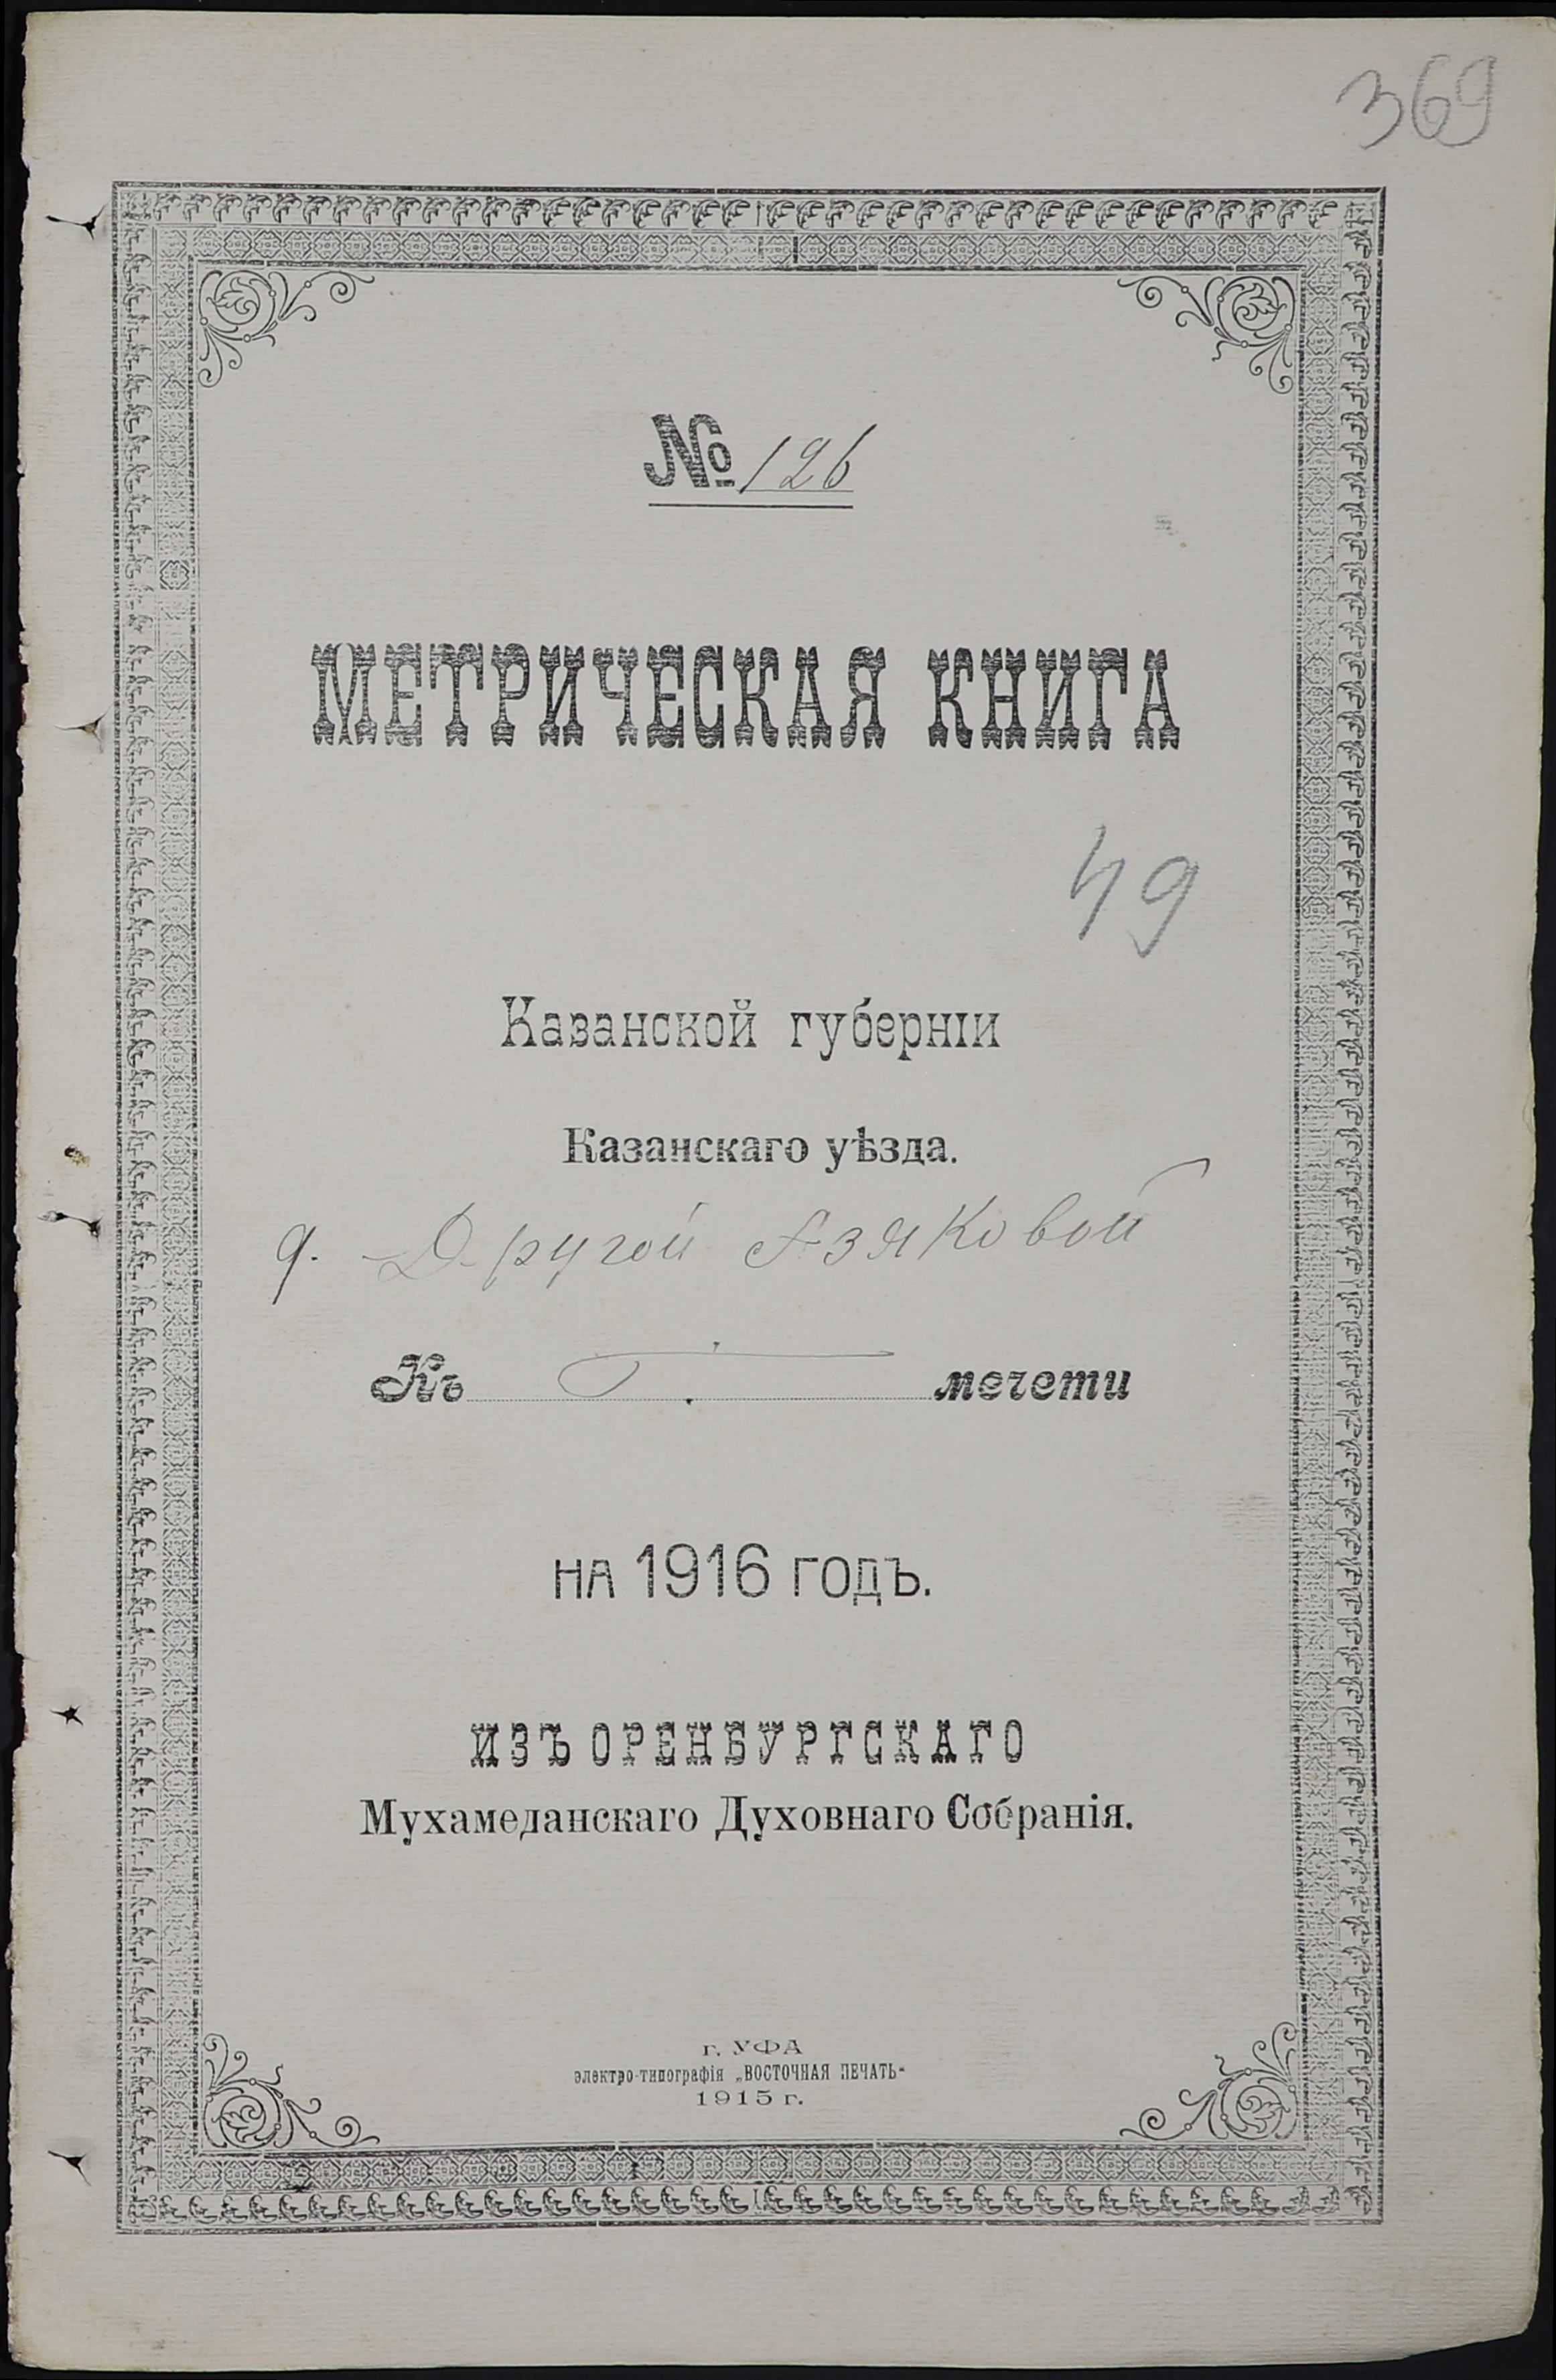 369
№ 126
МЕТРИЧЕСКАЯ КНИГА
49
Казанской губерніи
Казанскаго уѣзда.
д. Другой Азяковой
Къ мечети
НА 1916 ГОДЪ.
ИЗЪ ОРЕНБУРГСКАГО
Мухамеданскаго Духовнаго Собранія.
г. УФА
электро-типографія „ВОСТОЧНАЯ ПЕЧАТЬ“
1915 г.